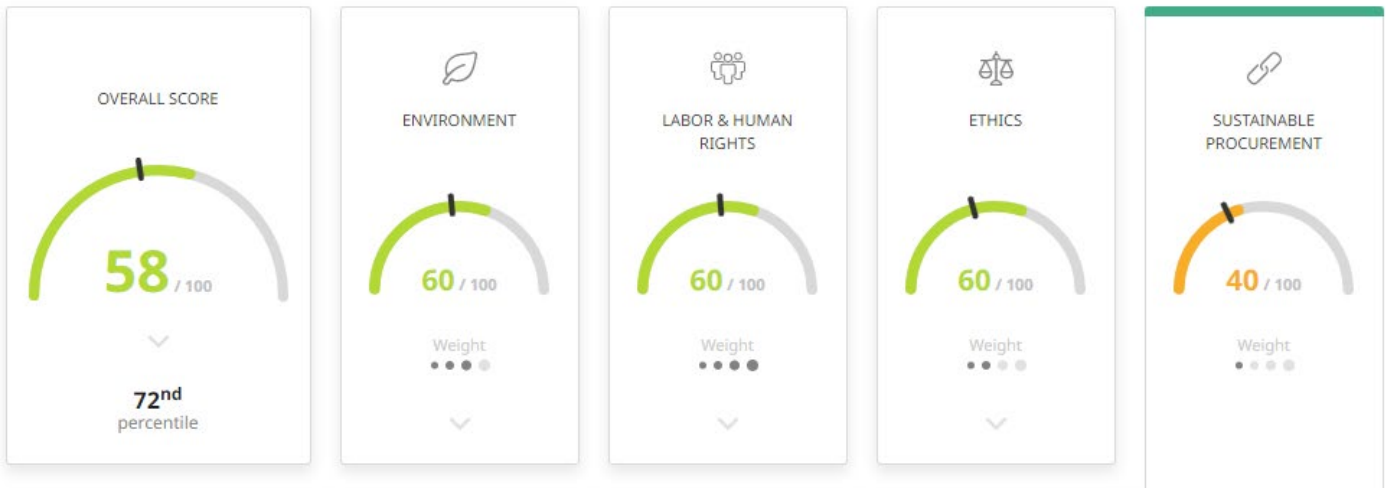 OVERALL SCORE
58 / 100
72nd
percentile
ENVIRONMENT
60 / 100
Weight
LABOR & HUMAN
RIGHTS
60 / 100
Weight
ETHICS
60 / 100
Weight
SUSTAINABLE
PROCUREMENT
40 / 100
Weight